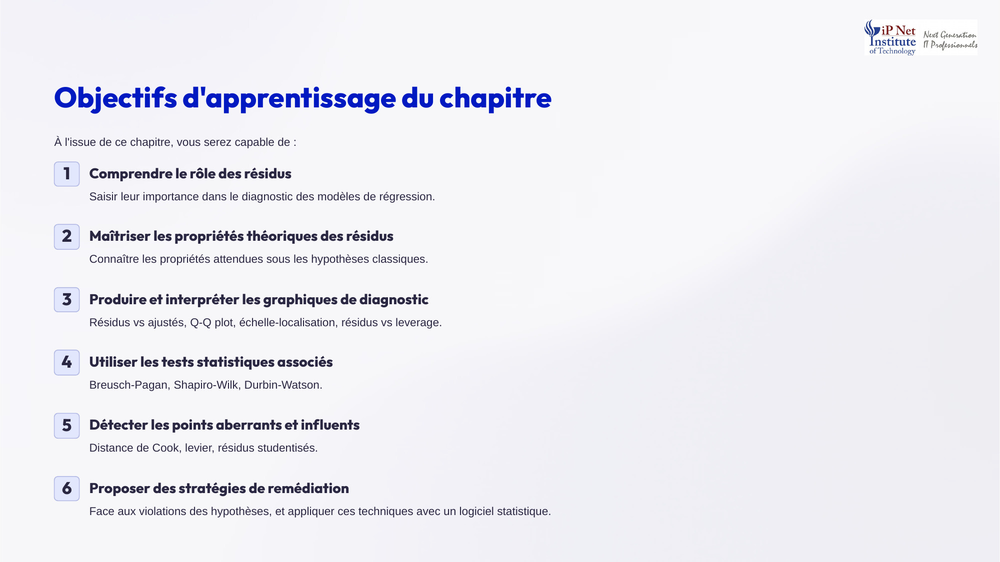 iP Net
Institute
of Technology
Next Generation
IT Professionnels
Objectifs d'apprentissage du chapitre
À l'issue de ce chapitre, vous serez capable de :
1 Comprendre le rôle des résidus
Saisir leur importance dans le diagnostic des modèles de régression.
2 Maîtriser les propriétés théoriques des résidus
Connaître les propriétés attendues sous les hypothèses classiques.
3 Produire et interpréter les graphiques de diagnostic
Résidus vs ajustés, Q-Q plot, échelle-localisation, résidus vs leverage.
4 Utiliser les tests statistiques associés
Breusch-Pagan, Shapiro-Wilk, Durbin-Watson.
5 Détecter les points aberrants et influents
Distance de Cook, levier, résidus studentisés.
6 Proposer des stratégies de remédiation
Face aux violations des hypothèses, et appliquer ces techniques avec un logiciel statistique.